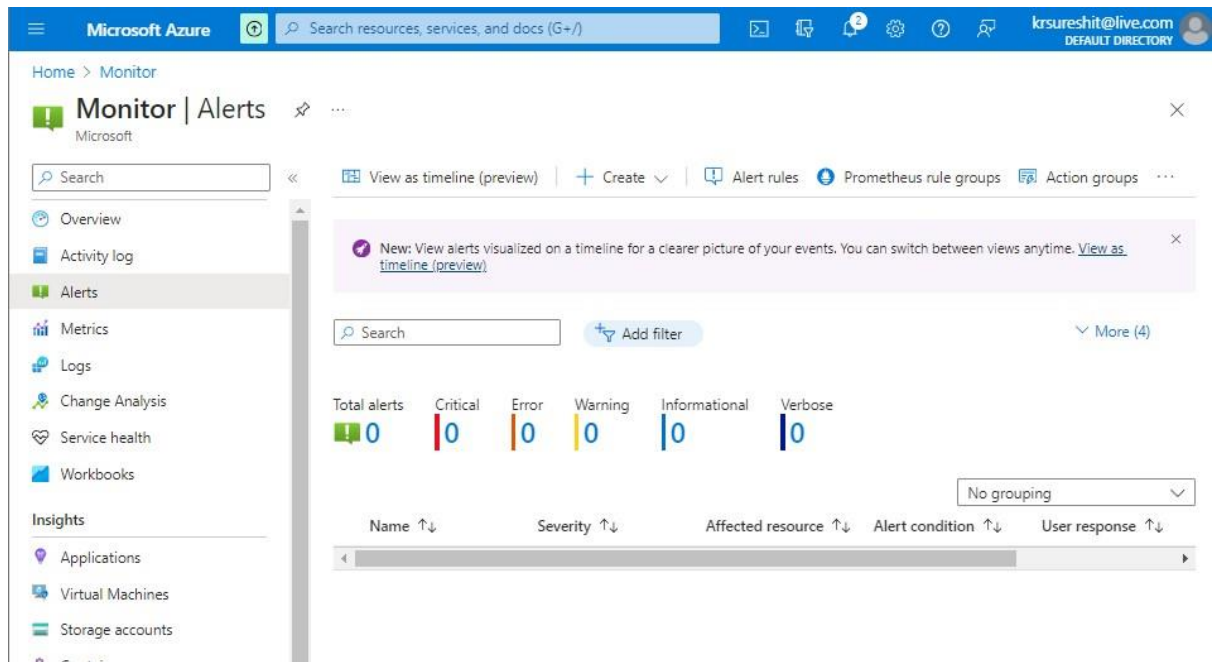 Microsoft Azure
Search resources, services, and docs (G+/)
2
krsureshit@live.com
DEFAULT DIRECTORY
Home > Monitor
Monitor | Alerts
Microsoft
Search
View as timeline (preview)
Create
Alert rules
Prometheus rule groups
Action groups
Overview
Activity log
Alerts
Metrics
Logs
Change Analysis
Service health
Workbooks
Insights
Applications
Virtual Machines
Storage accounts
New: View alerts visualized on a timeline for a clearer picture of your events. You can switch between views anytime. View as
timeline (preview)
Search
Add filter
More (4)
Total alerts Critical Error Warning Informational Verbose
0 0 0 0 0 0
No grouping
Name ↑↓ Severity ↑↓ Affected resource ↑↓ Alert condition ↑↓ User response ↑↓